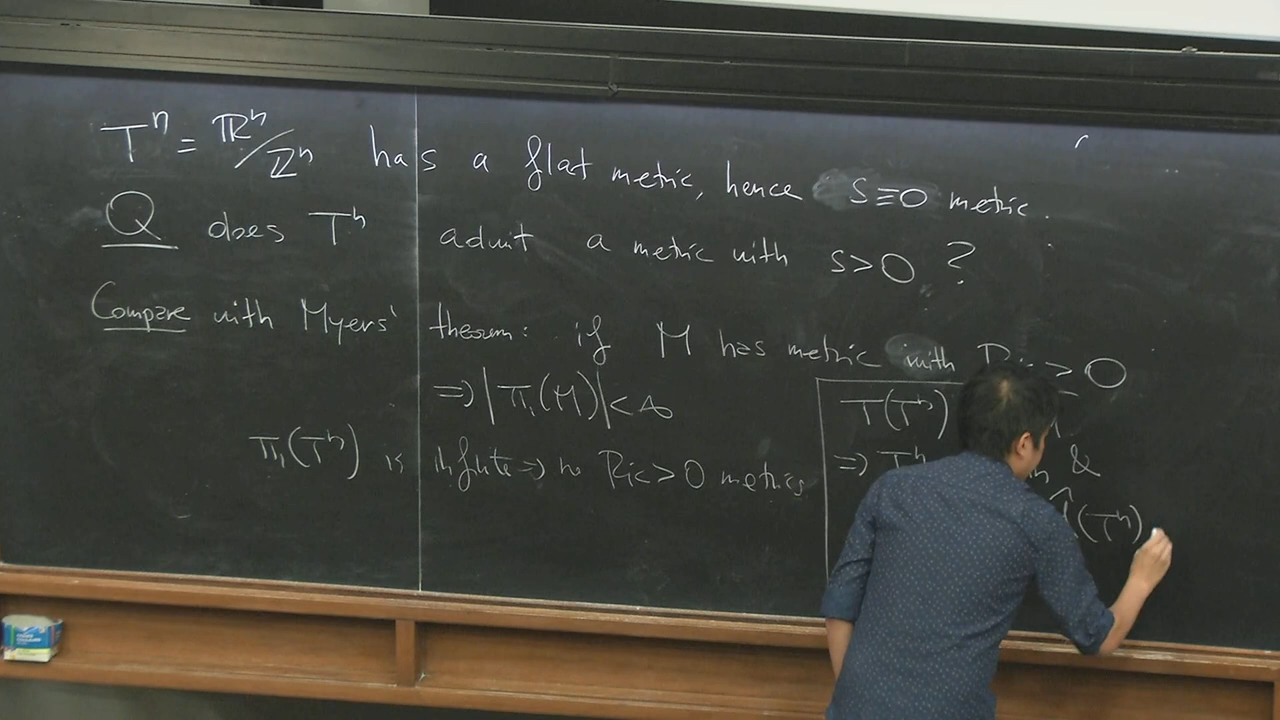 Tⁿ = ℝⁿ/ℤⁿ has a flat metric, hence s≡0 metric.
Q does Tⁿ admit a metric with s>0 ?
Compare with Myers' theorem: if M has metric with Ric > 0
⇒ |π₁(M)| < ∞
π₁(Tⁿ) is infinite ⇒ no Ric>0 metrics
T(Tⁿ)
⇒ Tⁿ &
Â(Tⁿ)